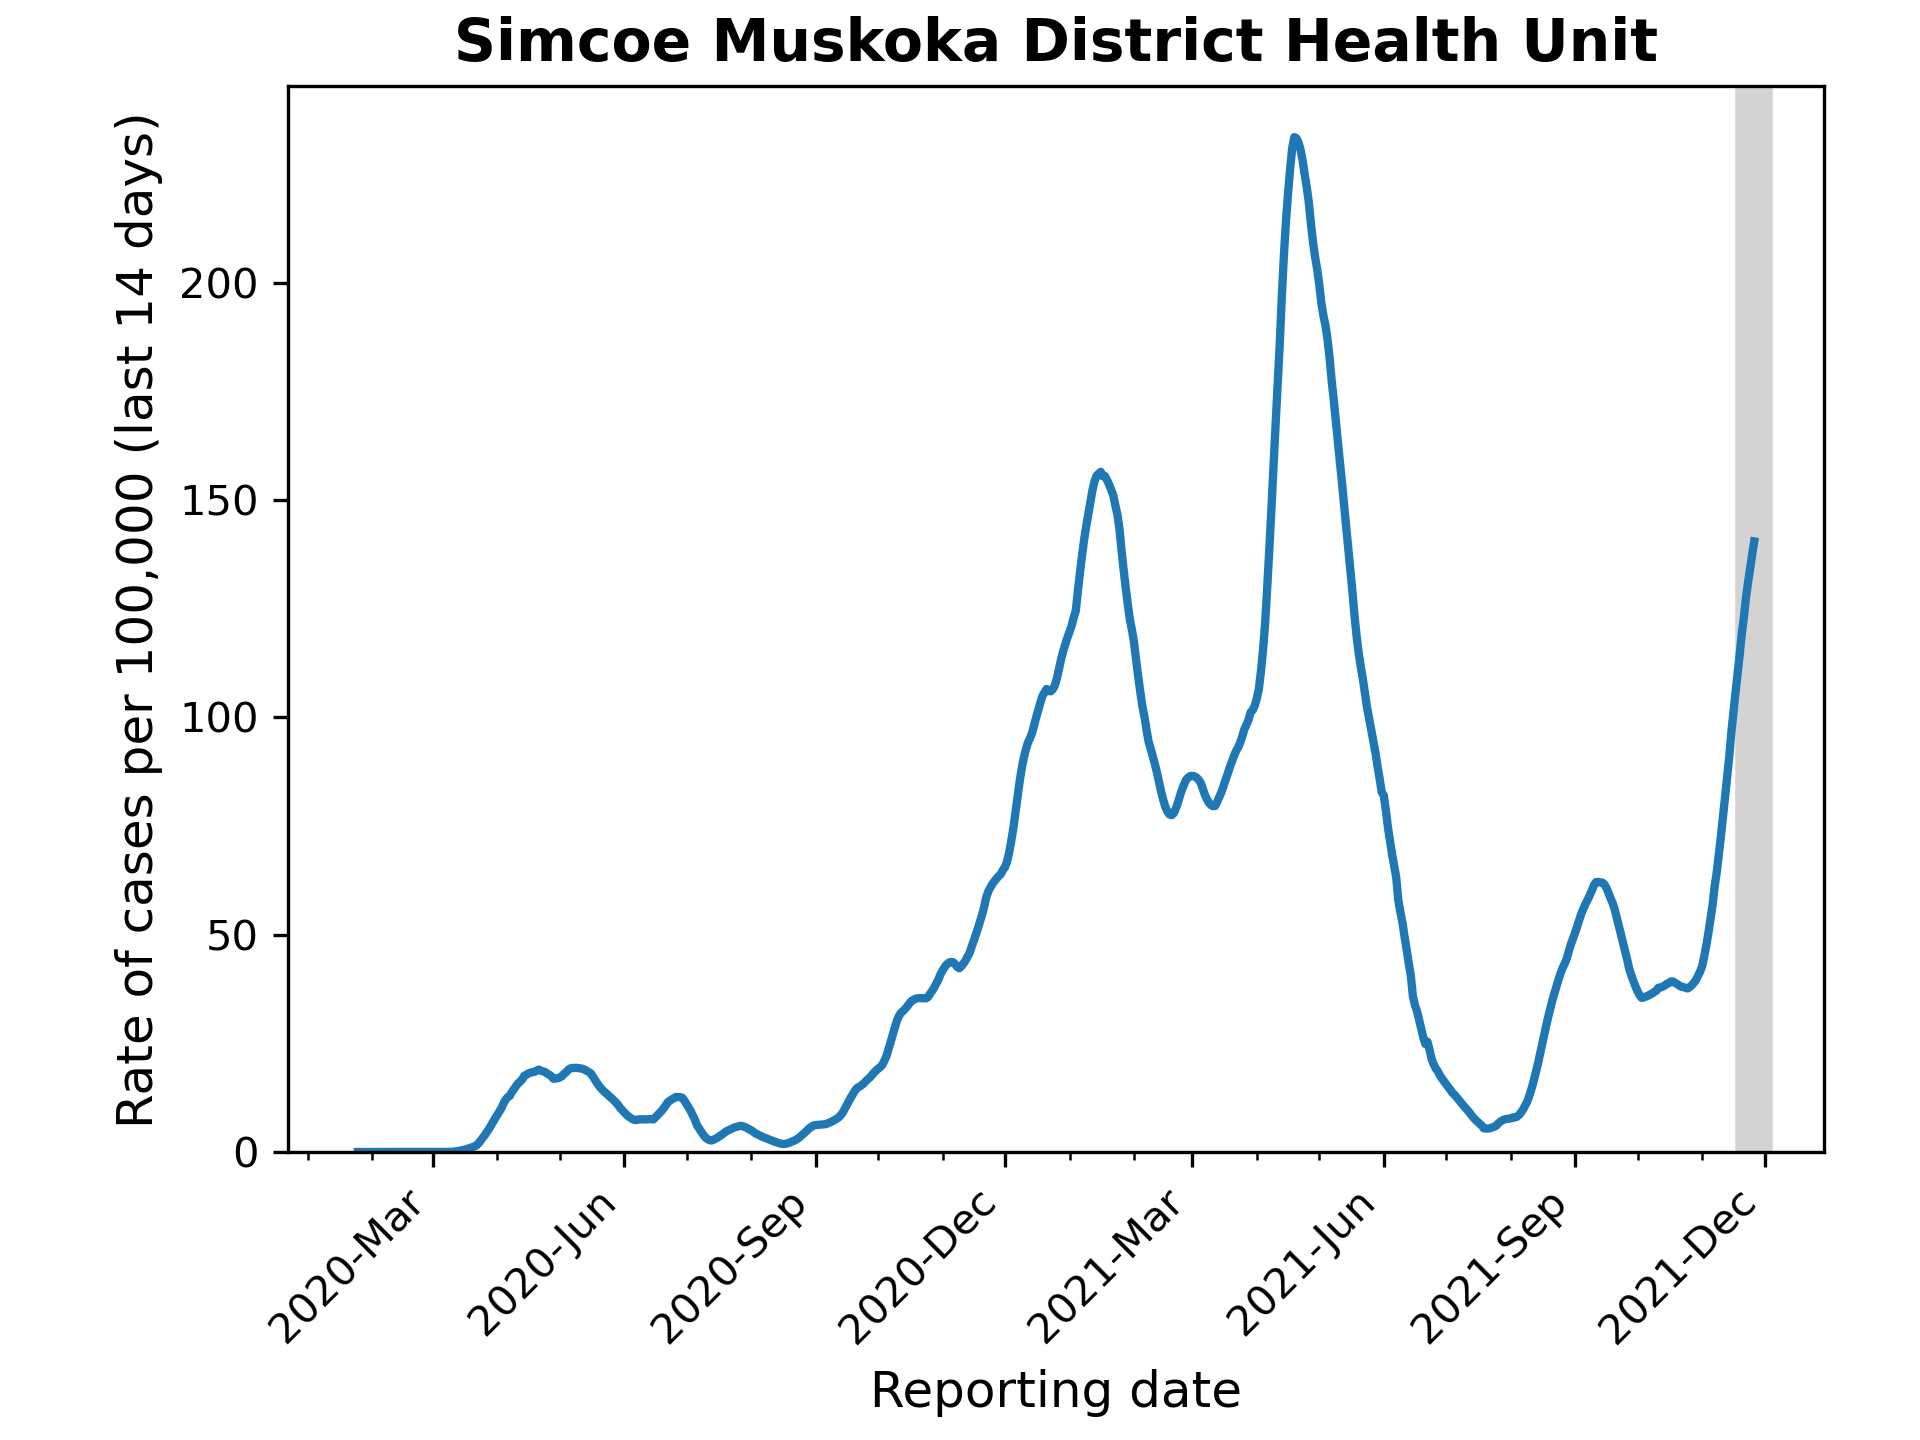 Simcoe Muskoka District Health Unit
Rate of cases per 100,000 (last 14 days)
200
150
100
50
0
2020-Mar
2020-Jun
2020-Sep
2020-Dec
2021-Mar
2021-Jun
2021-Sep
2021-Dec
Reporting date